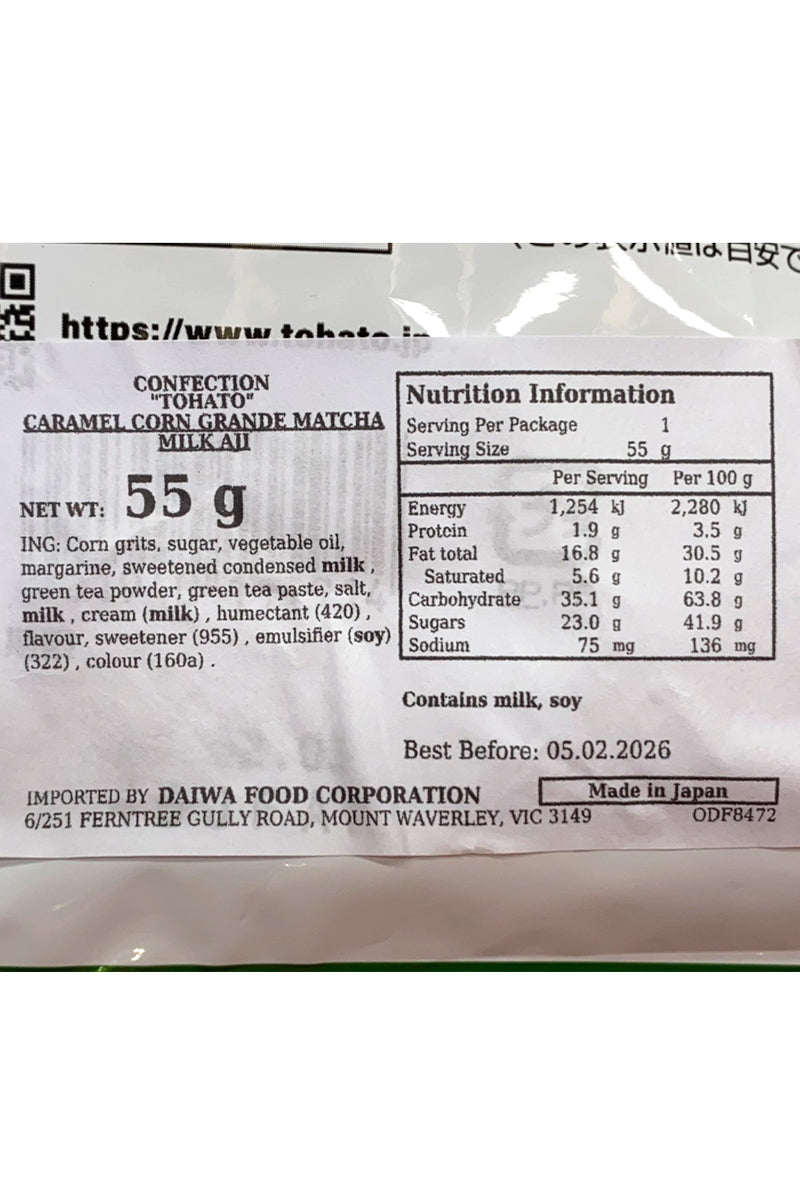 は目安で
https://www.tohato.jp
CONFECTION
"TOHATO"
CARAMEL CORN GRANDE MATCHA
MILK AJI
NET WT: 55 g
ING: Corn grits, sugar, vegetable oil,
margarine, sweetened condensed milk ,
green tea powder, green tea paste, salt,
milk , cream (milk) , humectant (420) ,
flavour, sweetener (955) , emulsifier (soy)
(322) , colour (160a) .
Nutrition Information
Serving Per Package 1
Serving Size 55 g
Per Serving Per 100 g
Energy 1,254 kJ 2,280 kJ
Protein 1.9 g 3.5 g
Fat total 16.8 g 30.5 g
Saturated 5.6 g 10.2 g
Carbohydrate 35.1 g 63.8 g
Sugars 23.0 g 41.9 g
Sodium 75 mg 136 mg
Contains milk, soy
Best Before: 05.02.2026
IMPORTED BY DAIWA FOOD CORPORATION
Made in Japan
6/251 FERNTREE GULLY ROAD, MOUNT WAVERLEY, VIC 3149
ODF8472